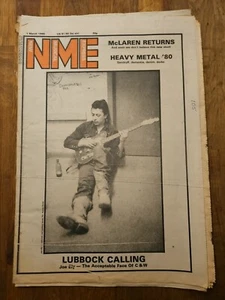 NME
McLAREN RETURNS
HEAVY METAL '80
LUBBOCK CALLING
Joe Ely — The Acceptable Face Of C & W